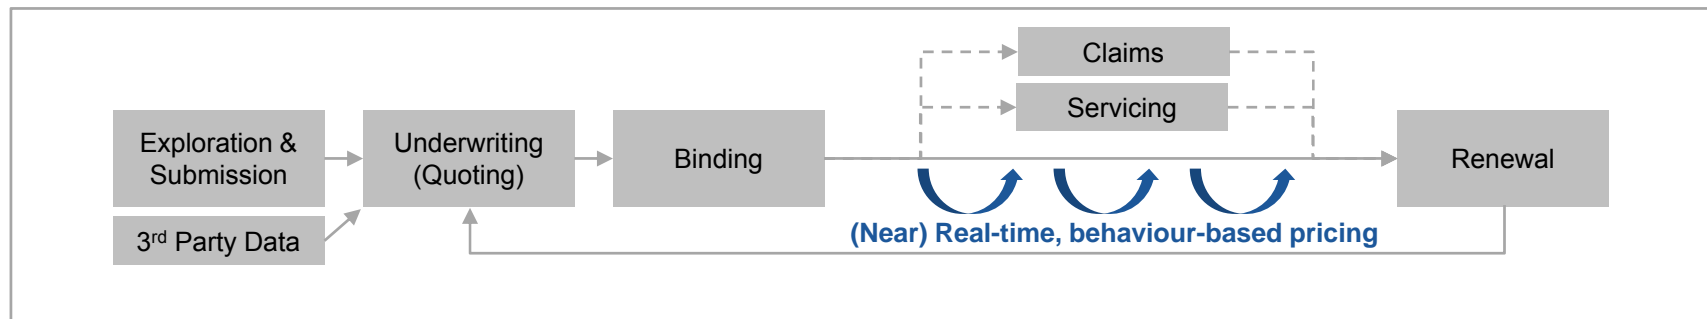 Exploration &
Submission
3rd Party Data
Underwriting
(Quoting)
Binding
Claims
Servicing
(Near) Real-time, behaviour-based pricing
Renewal